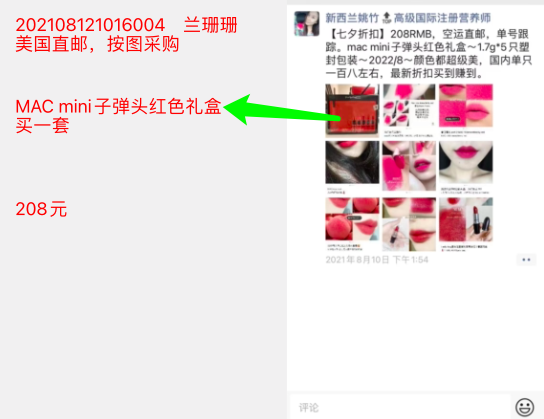 202108121016004 兰珊珊
美国直邮，按图采购
MAC mini子弹头红色礼盒
买一套
208元
新西兰姚竹 高级国际注册营养师
【七夕折扣】208RMB，空运直邮，单号跟
踪。mac mini子弹头红色礼盒～1.7g*5只塑
封包装～2022/8～颜色都超级美，国内单只
一百八左右，最新折扣买到赚到。
2021年8月10日 下午1:54
评论